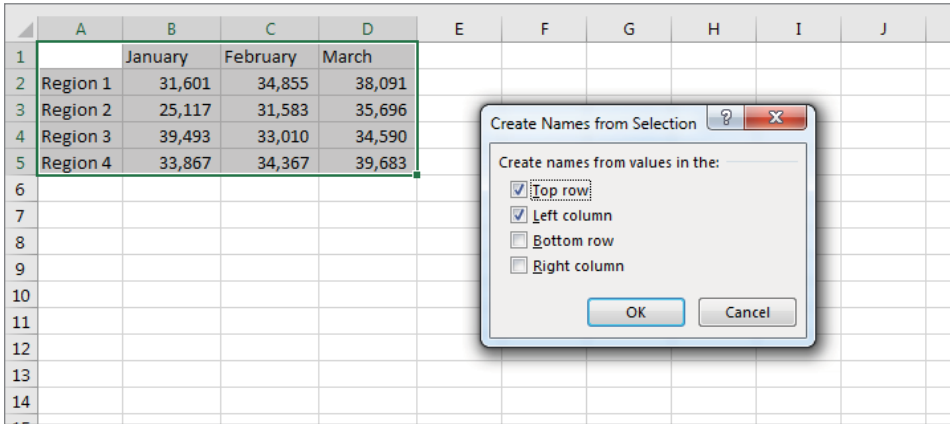 A B C D E F G H I J
1 January February March
2 Region 1 31,601 34,855 38,091
3 Region 2 25,117 31,583 35,696
4 Region 3 39,493 33,010 34,590
5 Region 4 33,867 34,367 39,683
6
7
8
9
10
11
12
13
14
Create Names from Selection ?
Create names from values in the:
Top row
Left column
Bottom row
Right column
OK Cancel